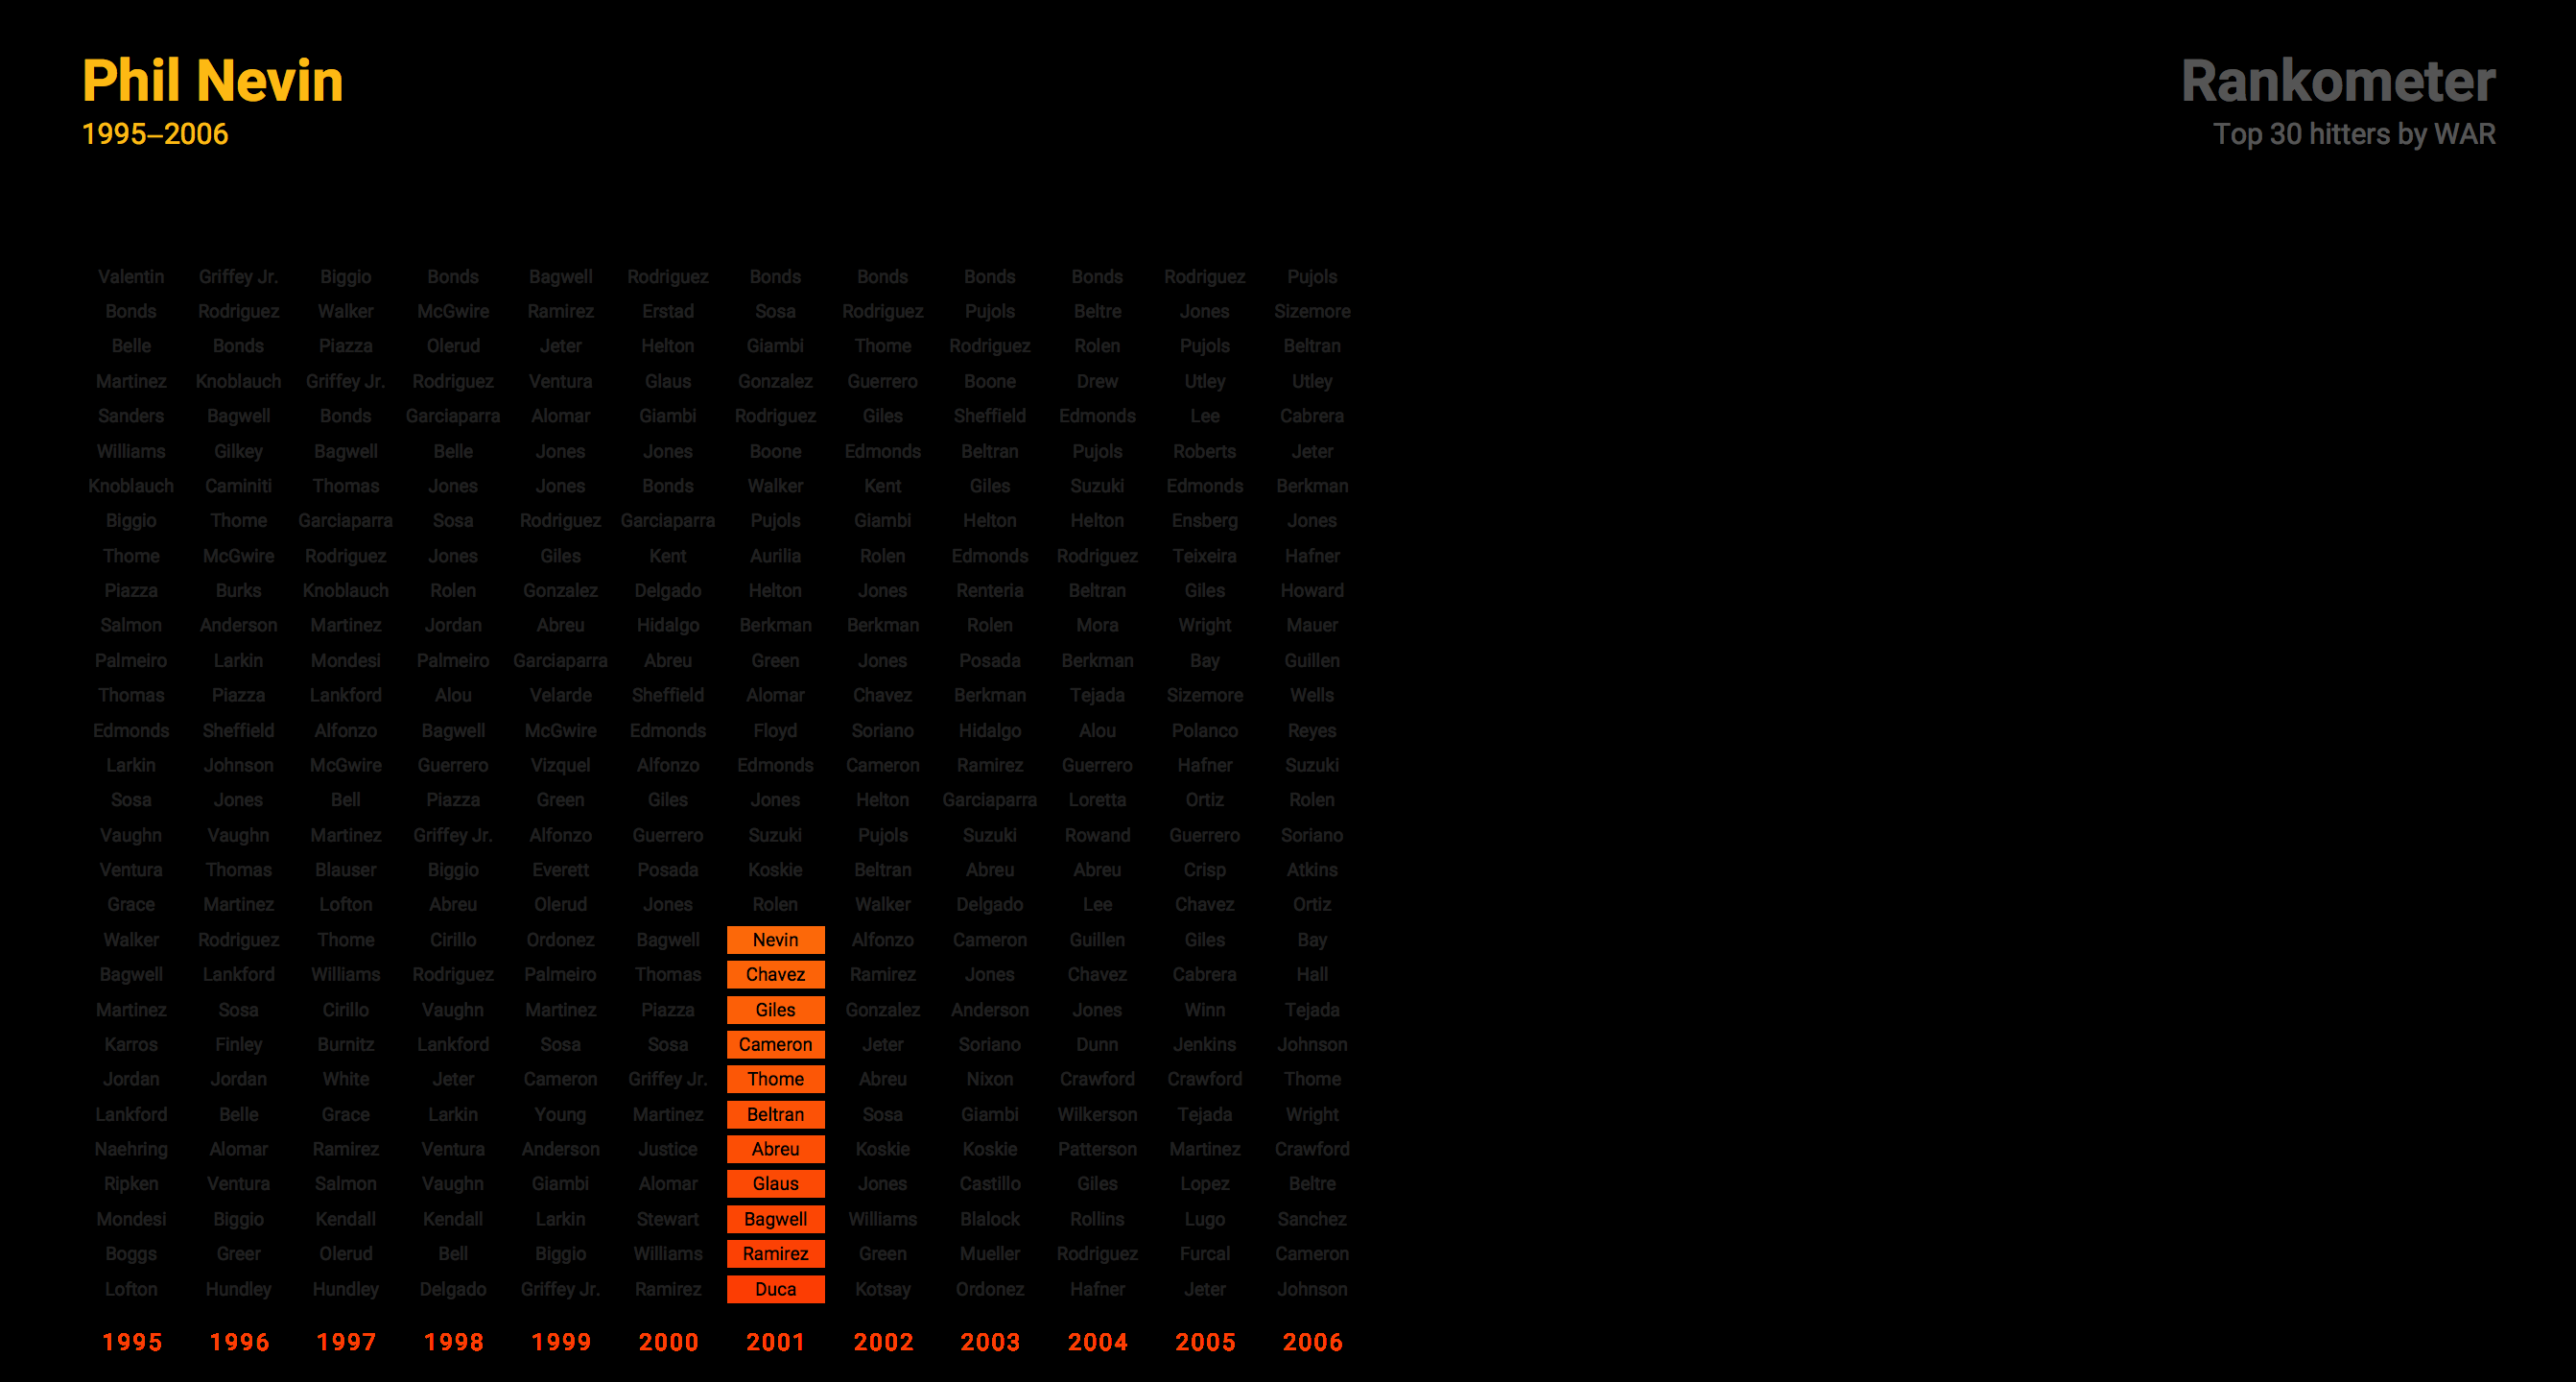 Phil Nevin
1995–2006
Rankometer
Top 30 hitters by WAR
Valentin Griffey Jr. Biggio Bonds Bagwell Rodriguez Bonds Bonds Bonds Bonds Rodriguez Pujols
Bonds Rodriguez Walker McGwire Ramirez Erstad Sosa Rodriguez Pujols Beltre Jones Sizemore
Belle Bonds Piazza Olerud Jeter Helton Giambi Thome Rodriguez Rolen Pujols Beltran
Martinez Knoblauch Griffey Jr. Rodriguez Ventura Glaus Gonzalez Guerrero Boone Drew Utley Utley
Sanders Bagwell Bonds Garciaparra Alomar Giambi Rodriguez Giles Sheffield Edmonds Lee Cabrera
Williams Gilkey Bagwell Belle Jones Jones Boone Edmonds Beltran Pujols Roberts Jeter
Knoblauch Caminiti Thomas Jones Jones Bonds Walker Kent Giles Suzuki Edmonds Berkman
Biggio Thome Garciaparra Sosa Rodriguez Garciaparra Pujols Giambi Helton Helton Ensberg Jones
Thome McGwire Rodriguez Jones Giles Kent Aurilia Rolen Edmonds Rodriguez Teixeira Hafner
Piazza Burks Knoblauch Rolen Gonzalez Delgado Helton Jones Renteria Beltran Giles Howard
Salmon Anderson Martinez Jordan Abreu Hidalgo Berkman Berkman Rolen Mora Wright Mauer
Palmeiro Larkin Mondesi Palmeiro Garciaparra Abreu Green Jones Posada Berkman Bay Guillen
Thomas Piazza Lankford Alou Velarde Sheffield Alomar Chavez Berkman Tejada Sizemore Wells
Edmonds Sheffield Alfonzo Bagwell McGwire Edmonds Floyd Soriano Hidalgo Alou Polanco Reyes
Larkin Johnson McGwire Guerrero Vizquel Alfonzo Edmonds Cameron Ramirez Guerrero Hafner Suzuki
Sosa Jones Bell Piazza Green Giles Jones Helton Garciaparra Loretta Ortiz Rolen
Vaughn Vaughn Martinez Griffey Jr. Alfonzo Guerrero Suzuki Pujols Suzuki Rowand Guerrero Soriano
Ventura Thomas Blauser Biggio Everett Posada Koskie Beltran Abreu Abreu Crisp Atkins
Grace Martinez Lofton Abreu Olerud Jones Rolen Walker Delgado Lee Chavez Ortiz
Walker Rodriguez Thome Cirillo Ordonez Bagwell Nevin Alfonzo Cameron Guillen Giles Bay
Bagwell Lankford Williams Rodriguez Palmeiro Thomas Chavez Ramirez Jones Chavez Cabrera Hall
Martinez Sosa Cirillo Vaughn Martinez Piazza Giles Gonzalez Anderson Jones Winn Tejada
Karros Finley Burnitz Lankford Sosa Sosa Cameron Jeter Soriano Dunn Jenkins Johnson
Jordan Jordan White Jeter Cameron Griffey Jr. Thome Abreu Nixon Crawford Crawford Thome
Lankford Belle Grace Larkin Young Martinez Beltran Sosa Giambi Wilkerson Tejada Wright
Naehring Alomar Ramirez Ventura Anderson Justice Abreu Koskie Koskie Patterson Martinez Crawford
Ripken Ventura Salmon Vaughn Giambi Alomar Glaus Jones Castillo Giles Lopez Beltre
Mondesi Biggio Kendall Kendall Larkin Stewart Bagwell Williams Blalock Rollins Lugo Sanchez
Boggs Greer Olerud Bell Biggio Williams Ramirez Green Mueller Rodriguez Furcal Cameron
Lofton Hundley Hundley Delgado Griffey Jr. Ramirez Duca Kotsay Ordonez Hafner Jeter Johnson
1995 1996 1997 1998 1999 2000 2001 2002 2003 2004 2005 2006